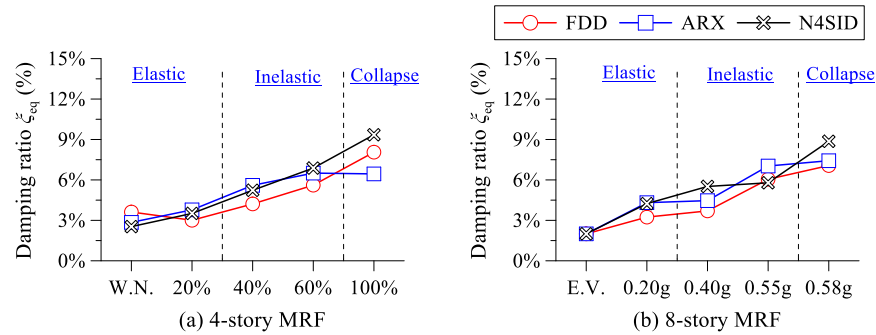 FDD ARX N4SID
15%
12%
9%
6%
3%
0%
Damping ratio ξeq (%)
Elastic
Inelastic
Collapse
W.N. 20% 40% 60% 100%
(a) 4-story MRF
15%
12%
9%
6%
3%
0%
Damping ratio ξeq (%)
Elastic
Inelastic
Collapse
E.V. 0.20g 0.40g 0.55g 0.58g
(b) 8-story MRF